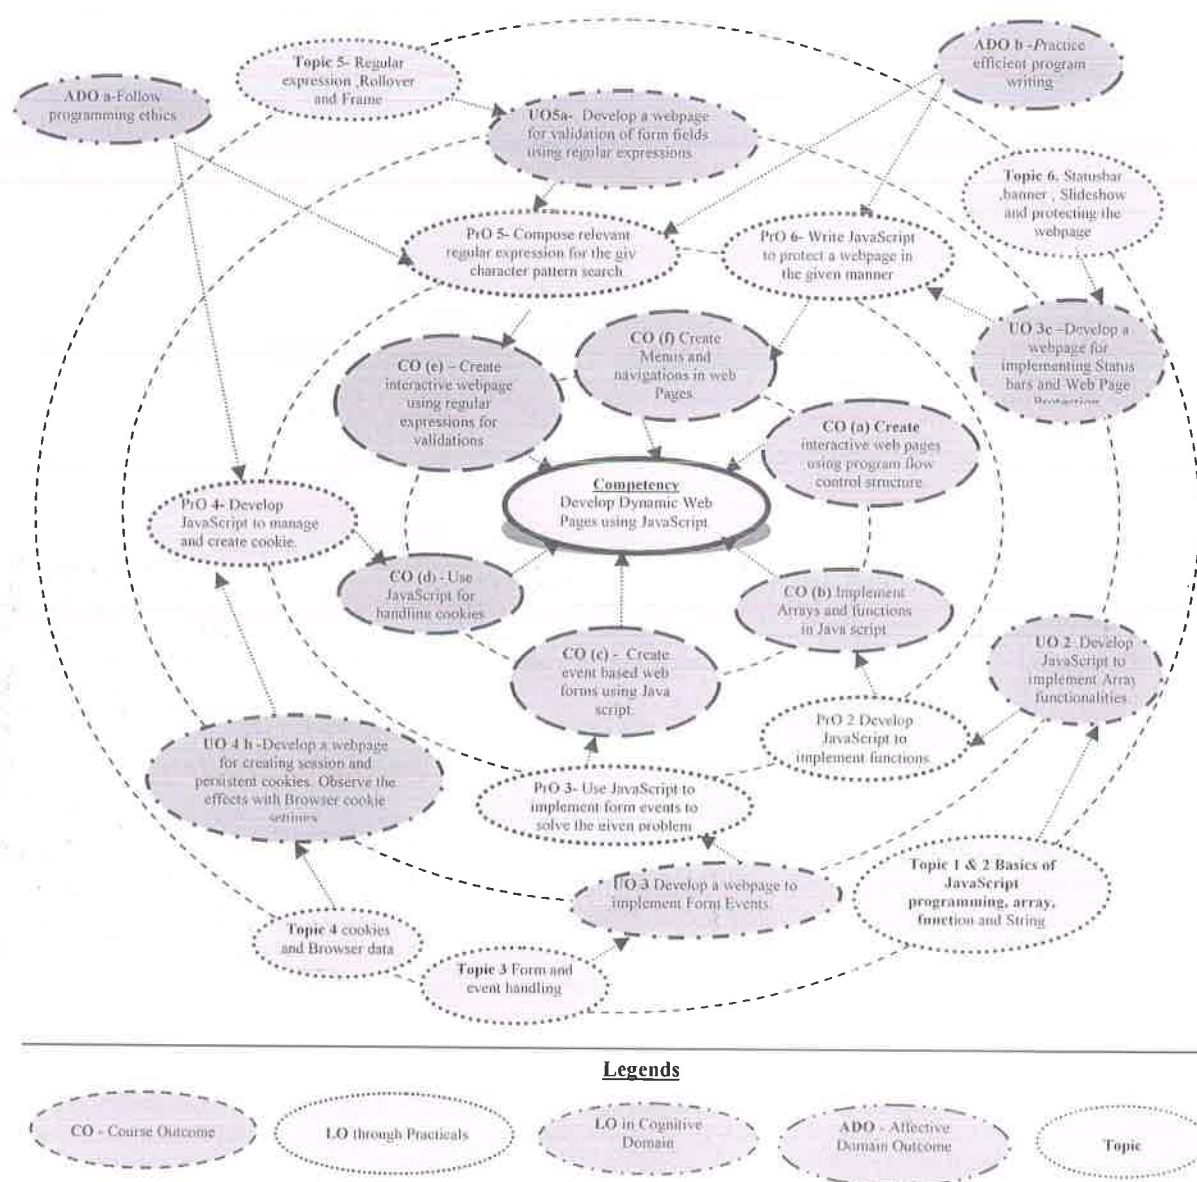 ADO b -Practice
efficient program
writing
Topic 5- Regular
expression ,Rollover
and Frame
ADO a-Follow
programming ethics
UO5a- Develop a webpage
for validation of form fields
using regular expressions
Topic 6. Statusbar
,banner , Slideshow
and protecting the
webpage
PrO 5- Compose relevant
regular expression for the giv
character pattern search
PrO 6- Write JavaScript
to protect a webpage in
the given manner
UO 3c –Develop a
webpage for
implementing Status
bars and Web Page
Protection
CO (f) Create
Menus and
navigations in web
Pages
CO (e) – Create
interactive webpage
using regular
expressions for
validations
CO (a) Create
interactive web pages
using program flow
control structure
Competency
Develop Dynamic Web
Pages using JavaScript
PrO 4- Develop
JavaScript to manage
and create cookie.
CO (d) - Use
JavaScript for
handling cookies
CO (b) Implement
Arrays and functions
in Java script
CO (c) - Create
event based web
forms using Java
script
UO 2 Develop
JavaScript to
implement Array
functionalities.
PrO 2 Develop
JavaScript to
implement functions
UO 4 b -Develop a webpage
for creating session and
persistent cookies. Observe the
effects with Browser cookie
settings
PrO 3- Use JavaScript to
implement form events to
solve the given problem
UO 3 Develop a webpage to
implement Form Events.
Topic 1 & 2 Basics of
JavaScript
programming, array,
function and String
Topic 4 cookies
and Browser data
Topic 3 Form and
event handling
Legends
CO - Course Outcome
LO through Practicals
LO in Cognitive
Domain
ADO - Affective
Domain Outcome
Topic